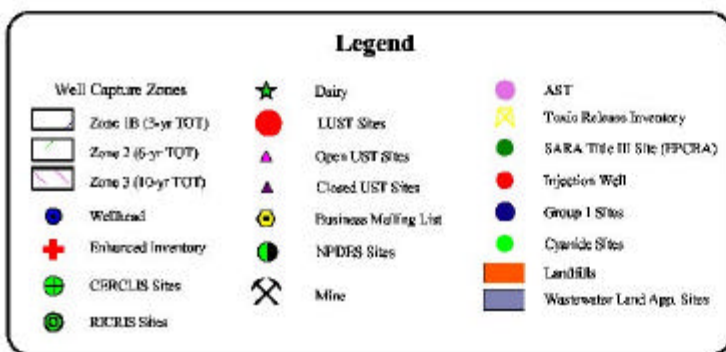 Legend
Well Capture Zones
Zone 1B (3-yr TOT)
Zone 2 (6-yr TOT)
Zone 3 (10-yr TOT)
Wellhead
Enhanced Inventory
CERCLIS Sites
RICRIS Sites
Dairy
LUST Sites
Open UST Sites
Closed UST Sites
Business Mailing List
NPDES Sites
Mine
AST
Toxic Release Inventory
SARA Title III Site (EPCRA)
Injection Well
Group 1 Sites
Cyanide Sites
Landfills
Wastewater Land App. Sites